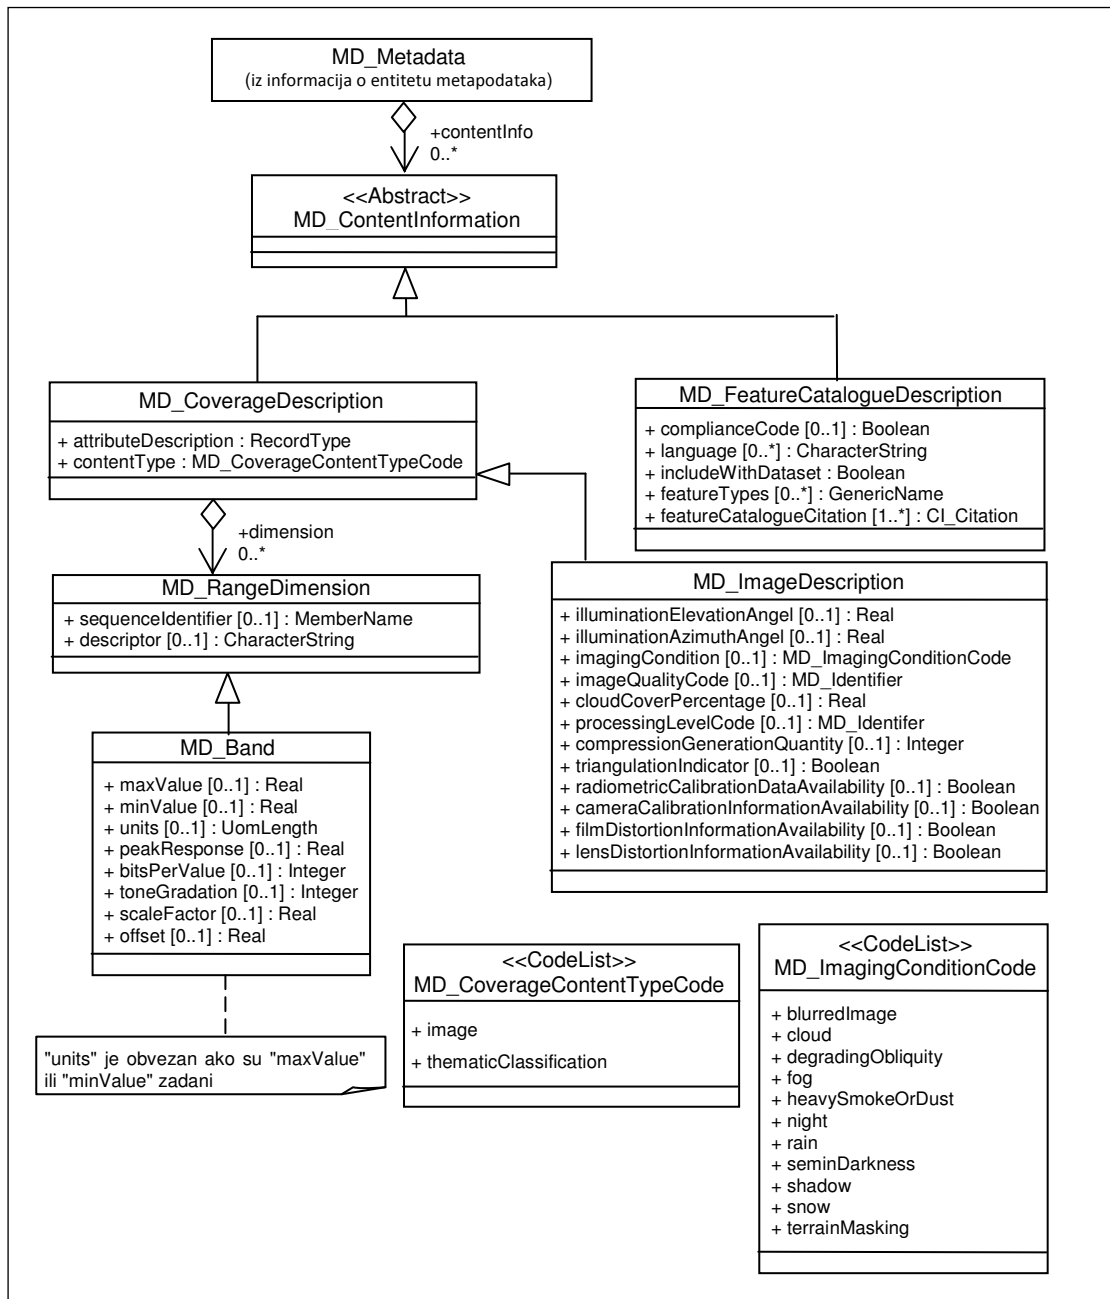 MD_Metadata
(iz informacija o entitetu metapodataka)
+contentInfo
0..*
<<Abstract>>
MD_ContentInformation
MD_CoverageDescription
+ attributeDescription : RecordType
+ contentType : MD_CoverageContentTypeCode
MD_FeatureCatalogueDescription
+ complianceCode [0..1] : Boolean
+ language [0..*] : CharacterString
+ includeWithDataset : Boolean
+ featureTypes [0..*] : GenericName
+ featureCatalogueCitation [1..*] : CI_Citation
+dimension
0..*
MD_RangeDimension
+ sequenceIdentifier [0..1] : MemberName
+ descriptor [0..1] : CharacterString
MD_ImageDescription
+ illuminationElevationAngel [0..1] : Real
+ illuminationAzimuthAngel [0..1] : Real
+ imagingCondition [0..1] : MD_ImagingConditionCode
+ imageQualityCode [0..1] : MD_Identifier
+ cloudCoverPercentage [0..1] : Real
+ processingLevelCode [0..1] : MD_Identifer
+ compressionGenerationQuantity [0..1] : Integer
+ triangulationIndicator [0..1] : Boolean
+ radiometricCalibrationDataAvailability [0..1] : Boolean
+ cameraCalibrationInformationAvailability [0..1] : Boolean
+ filmDistortionInformationAvailability [0..1] : Boolean
+ lensDistortionInformationAvailability [0..1] : Boolean
MD_Band
+ maxValue [0..1] : Real
+ minValue [0..1] : Real
+ units [0..1] : UomLength
+ peakResponse [0..1] : Real
+ bitsPerValue [0..1] : Integer
+ toneGradation [0..1] : Integer
+ scaleFactor [0..1] : Real
+ offset [0..1] : Real
"units" je obvezan ako su "maxValue"
ili "minValue" zadani
<<CodeList>>
MD_CoverageContentTypeCode
+ image
+ thematicClassification
<<CodeList>>
MD_ImagingConditionCode
+ blurredImage
+ cloud
+ degradingObliquity
+ fog
+ heavySmokeOrDust
+ night
+ rain
+ seminDarkness
+ shadow
+ snow
+ terrainMasking